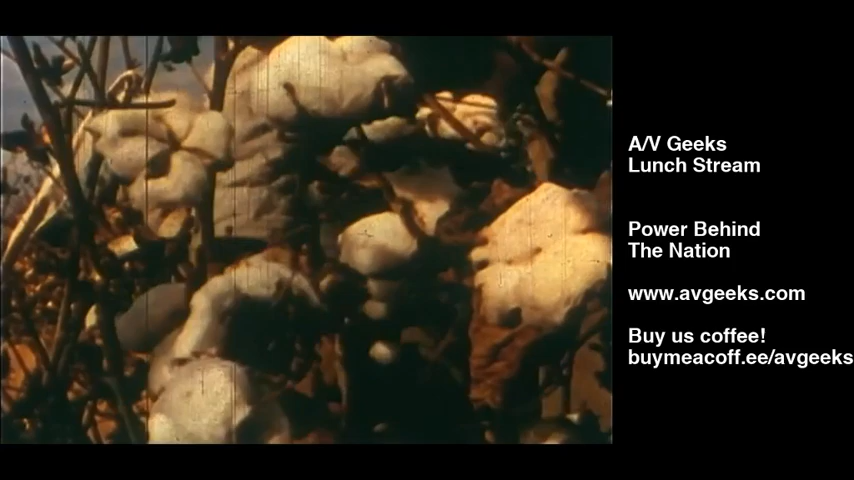 A/V Geeks
Lunch Stream
Power Behind
The Nation
www.avgeeks.com
Buy us coffee!
buymeacoff.ee/avgeeks